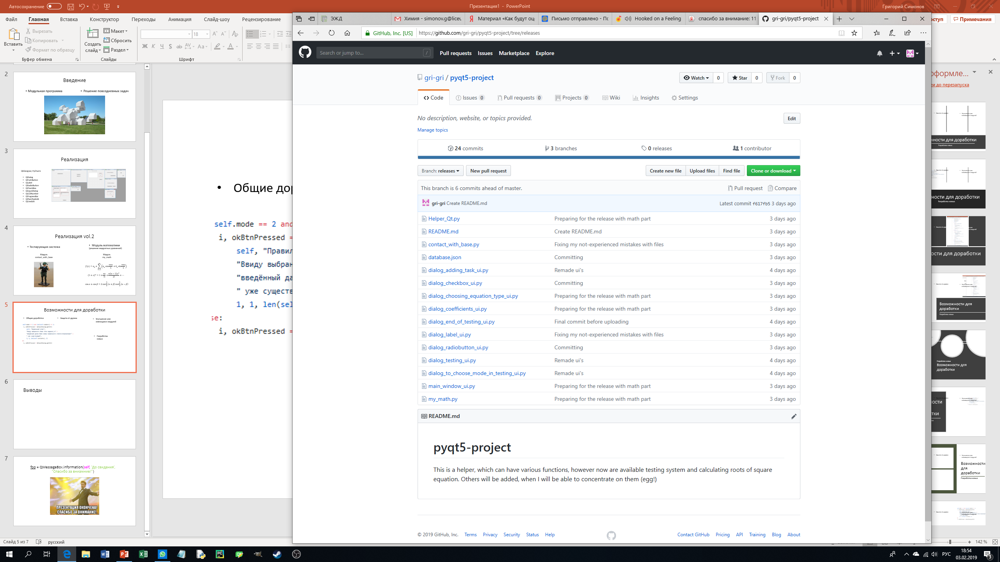 Автосохранение
Презентация1 - PowerPoint
Григорий Симонов
Файл Главная Вставка Конструктор Переходы Анимация Слайд-шоу Рецензирование
Примечания
Вставить
Вырезать
Копировать
Формат по образцу
Буфер обмена
Создать слайд
Макет
Сбросить
Раздел
Слайды
18
Ж К Ч S ab AV Aa A
Шрифт
2
Введение
• Модульная программа • Решение повседневных задач
3
Реализация
QtDesigner, PyCharm
• QDialog
• QPushButton
• QLabel
• QRadioButton
• QCheckBox
• QInputDialog
• QLCDNumber
• QProgressBar
• QPlainTextEdit
• QLineEdit
4
Реализация vol.2
• Тестирующая система
• Модуль математики
(решение квадратных уравнений)
Модуль
contact_with_base
Модуль
my_math
5
Возможности для доработки
• Общие доработки • Защита от дурака • Улучшение уже
имеющихся модулей
• Разработка
новых
6
Выводы
7
foo = QMessageBox.information(self, 'До свидания',
"Спасибо за внимание!")
ПРЕЗЕНТАЦИЯ ОКОНЧЕНА!
СПАСИБО ЗА ВНИМАНИЕ!
• Общие дор
self.mode == 2 and
i, okBtnPressed =
self, "Правил
"Ввиду выбран
"введённый да
" уже существ
1, 1, len(sel
se:
i, okBtnPressed =
ЭЖД
Химия - simonov.g@liceu
Материал «Как будут оце
Письмо отправлено - По
Hooked on a Feeling
спасибо за внимание: 11
gri-gri/pyqt5-project
GitHub, Inc. [US] https://github.com/gri-gri/pyqt5-project/tree/releases
Search or jump to... / Pull requests Issues Marketplace Explore
gri-gri / pyqt5-project
Watch 0 Star 0 Fork 0
Code Issues 0 Pull requests 0 Projects 0 Wiki Insights Settings
No description, website, or topics provided. Edit
Manage topics
24 commits 3 branches 0 releases 1 contributor
Branch: releases New pull request Create new file Upload files Find file Clone or download
This branch is 6 commits ahead of master. Pull request Compare
gri-gri Create README.md Latest commit f617fb5 3 days ago
Helper_Qt.py Preparing for the release with math part 3 days ago
README.md Create README.md 3 days ago
contact_with_base.py Fixing my not-experienced mistakes with files 3 days ago
database.json Committing 3 days ago
dialog_adding_task_ui.py Remade ui's 4 days ago
dialog_checkbox_ui.py Committing 3 days ago
dialog_choosing_equation_type_ui.py Preparing for the release with math part 3 days ago
dialog_coefficients_ui.py Preparing for the release with math part 3 days ago
dialog_end_of_testing_ui.py Final commit before uploading 4 days ago
dialog_label_ui.py Fixing my not-experienced mistakes with files 3 days ago
dialog_radiobutton_ui.py Committing 3 days ago
dialog_testing_ui.py Remade ui's 4 days ago
dialog_to_choose_mode_in_testing_ui.py Remade ui's 4 days ago
main_window_ui.py Preparing for the release with math part 3 days ago
my_math.py Preparing for the release with math part 3 days ago
README.md
pyqt5-project
This is a helper, which can have various functions, however now are available testing system and calculating roots of square
equation. Others will be added, when I will be able to concentrate on them (egg!)
© 2019 GitHub, Inc. Terms Privacy Security Status Help Contact GitHub Pricing API Training Blog About
оформле...
и до перезапуска
жности для доработки
Разработка новых
ности для доработки
Разработка новых
ости для доработки
Возможности для
доработки
Разработка новых
Разработка новых
Возможности для
доработки
ости
тки
Возможности
для
доработки
Разработка новых
Слайд 5 из 7 русский
142 %
РУС
18:54
03.02.2019
3